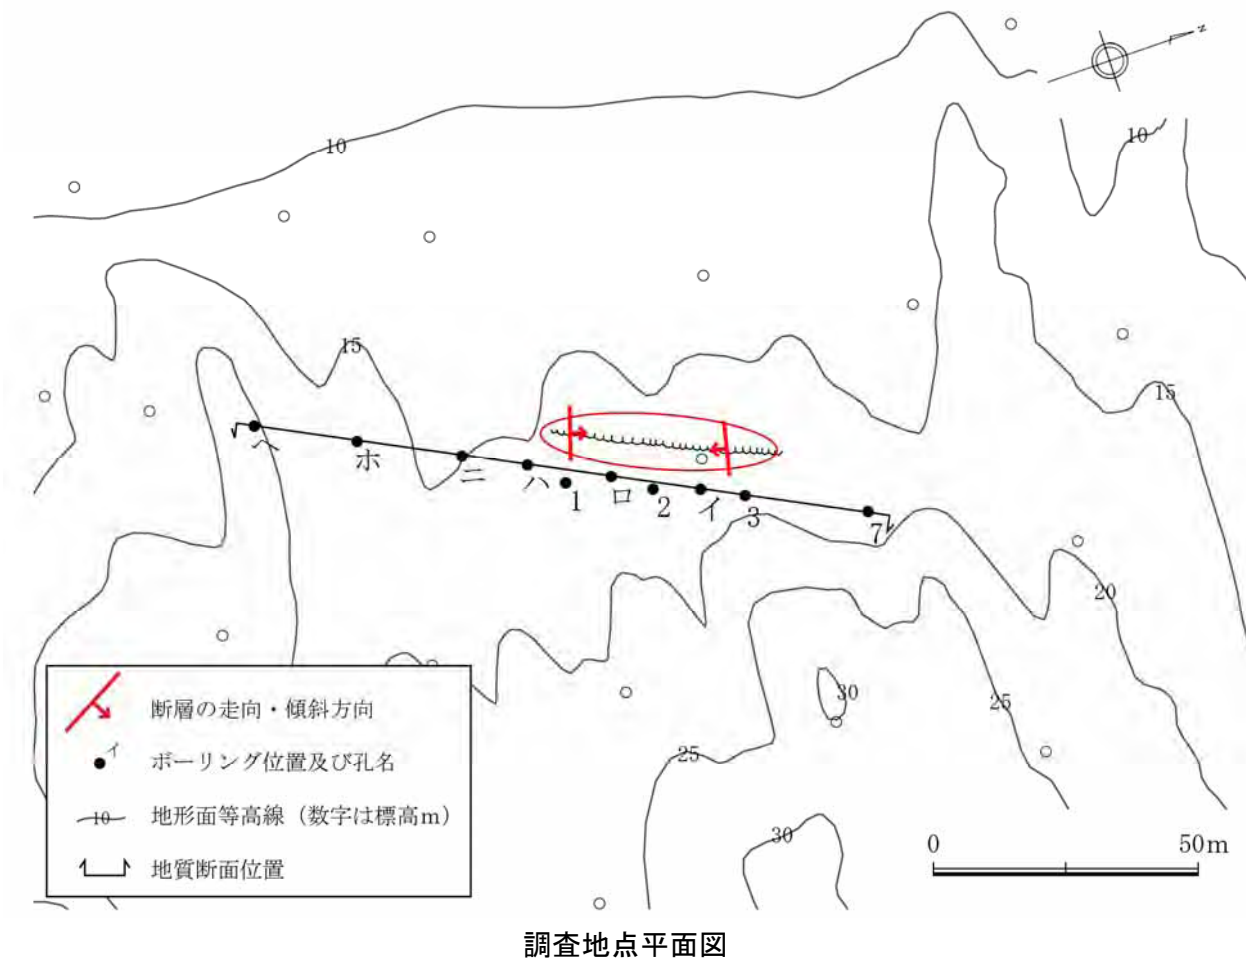 N
10
10
15
15
ヘ
ホ
ニ
ハ
1
ロ
2
イ
3
7
20
30
25
25
30
断層の走向・傾斜方向
イ
ボーリング位置及び孔名
10
地形面等高線（数字は標高m）
地質断面位置
0
50m
調査地点平面図